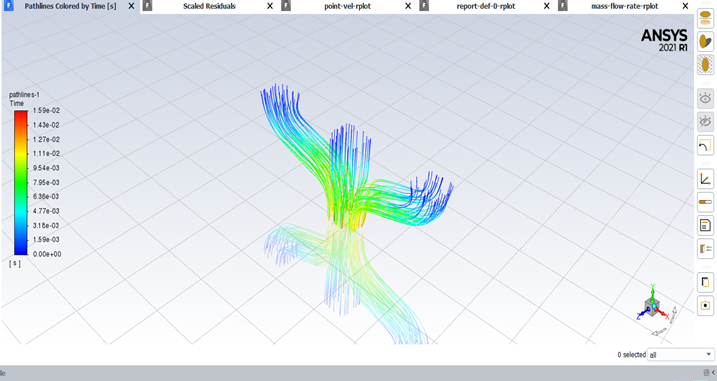 Pathlines Colored by Time [s]
Scaled Residuals
point-vel-rplot
report-def-0-rplot
mass-flow-rate-rplot
ANSYS
2021 R1
pathlines-1
Time
1.59e-02
1.43e-02
1.27e-02
1.11e-02
9.54e-03
7.95e-03
6.36e-03
4.77e-03
3.18e-03
1.59e-03
0.00e+00
[ s ]
Y
Z
X
0 selected
all